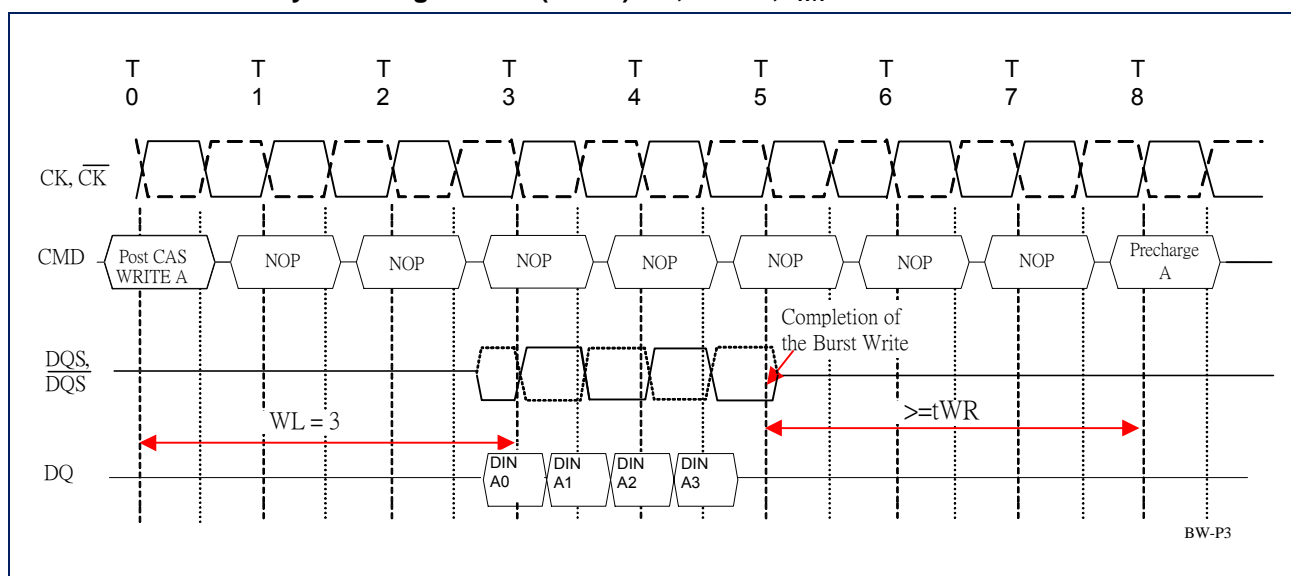 T T T T T T T T T
0 1 2 3 4 5 6 7 8
CK, CK
CMD
Post CAS
WRITE A
NOP
NOP
NOP
NOP
NOP
NOP
NOP
Precharge
A
Completion of
the Burst Write
DQS,
DQS
WL = 3
>=tWR
DQ
DIN
A0
DIN
A1
DIN
A2
DIN
A3
BW-P3